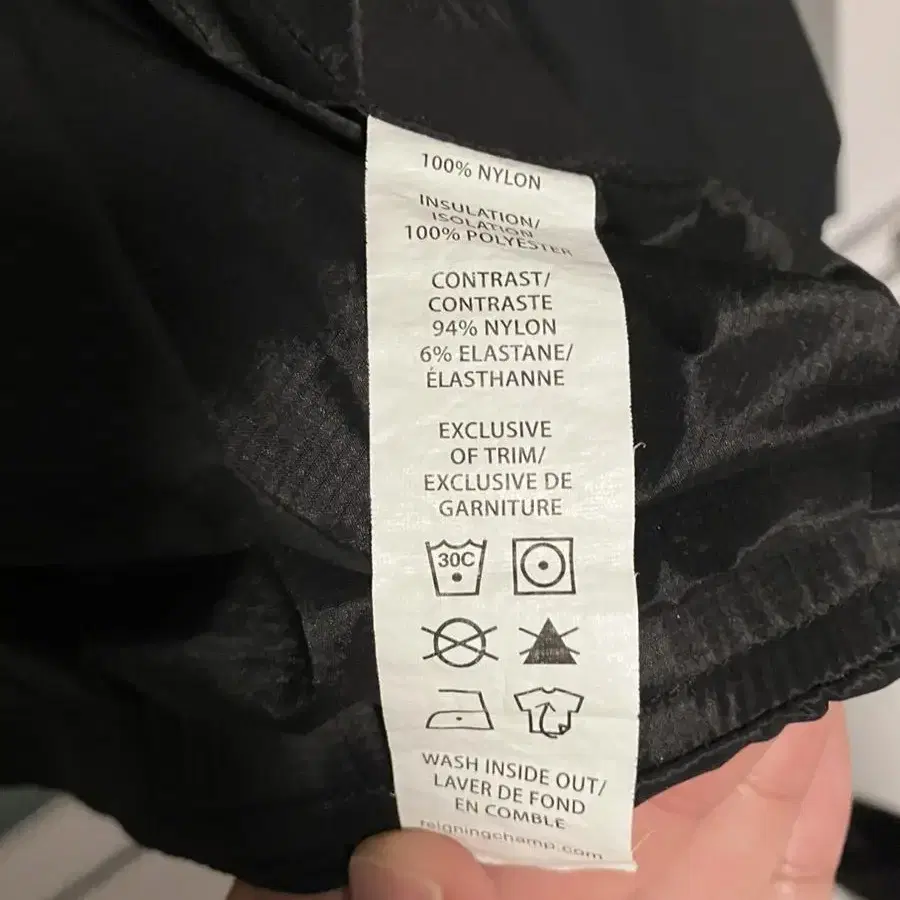 100% NYLON
INSULATION/
ISOLATION
100% POLYESTER
CONTRAST/
CONTRASTE
94% NYLON
6% ELASTANE/
ÉLASTHANNE
EXCLUSIVE
OF TRIM/
EXCLUSIVE DE
GARNITURE
30C
WASH INSIDE OUT/
LAVER DE FOND
EN COMBLE
reigningchamp.com